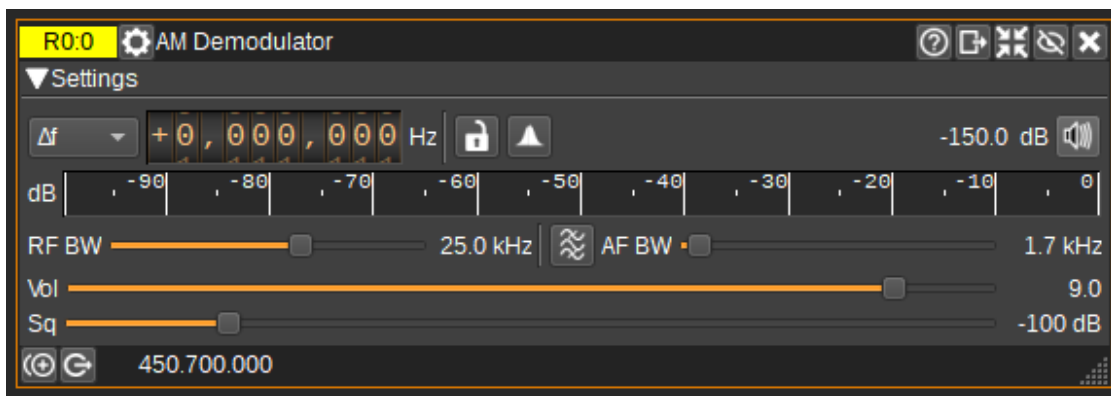 R0:0 AM Demodulator
Settings
Δf +0,000,000 Hz -150.0 dB
dB -90 -80 -70 -60 -50 -40 -30 -20 -10 0
RF BW 25.0 kHz AF BW 1.7 kHz
Vol 9.0
Sq -100 dB
450.700.000